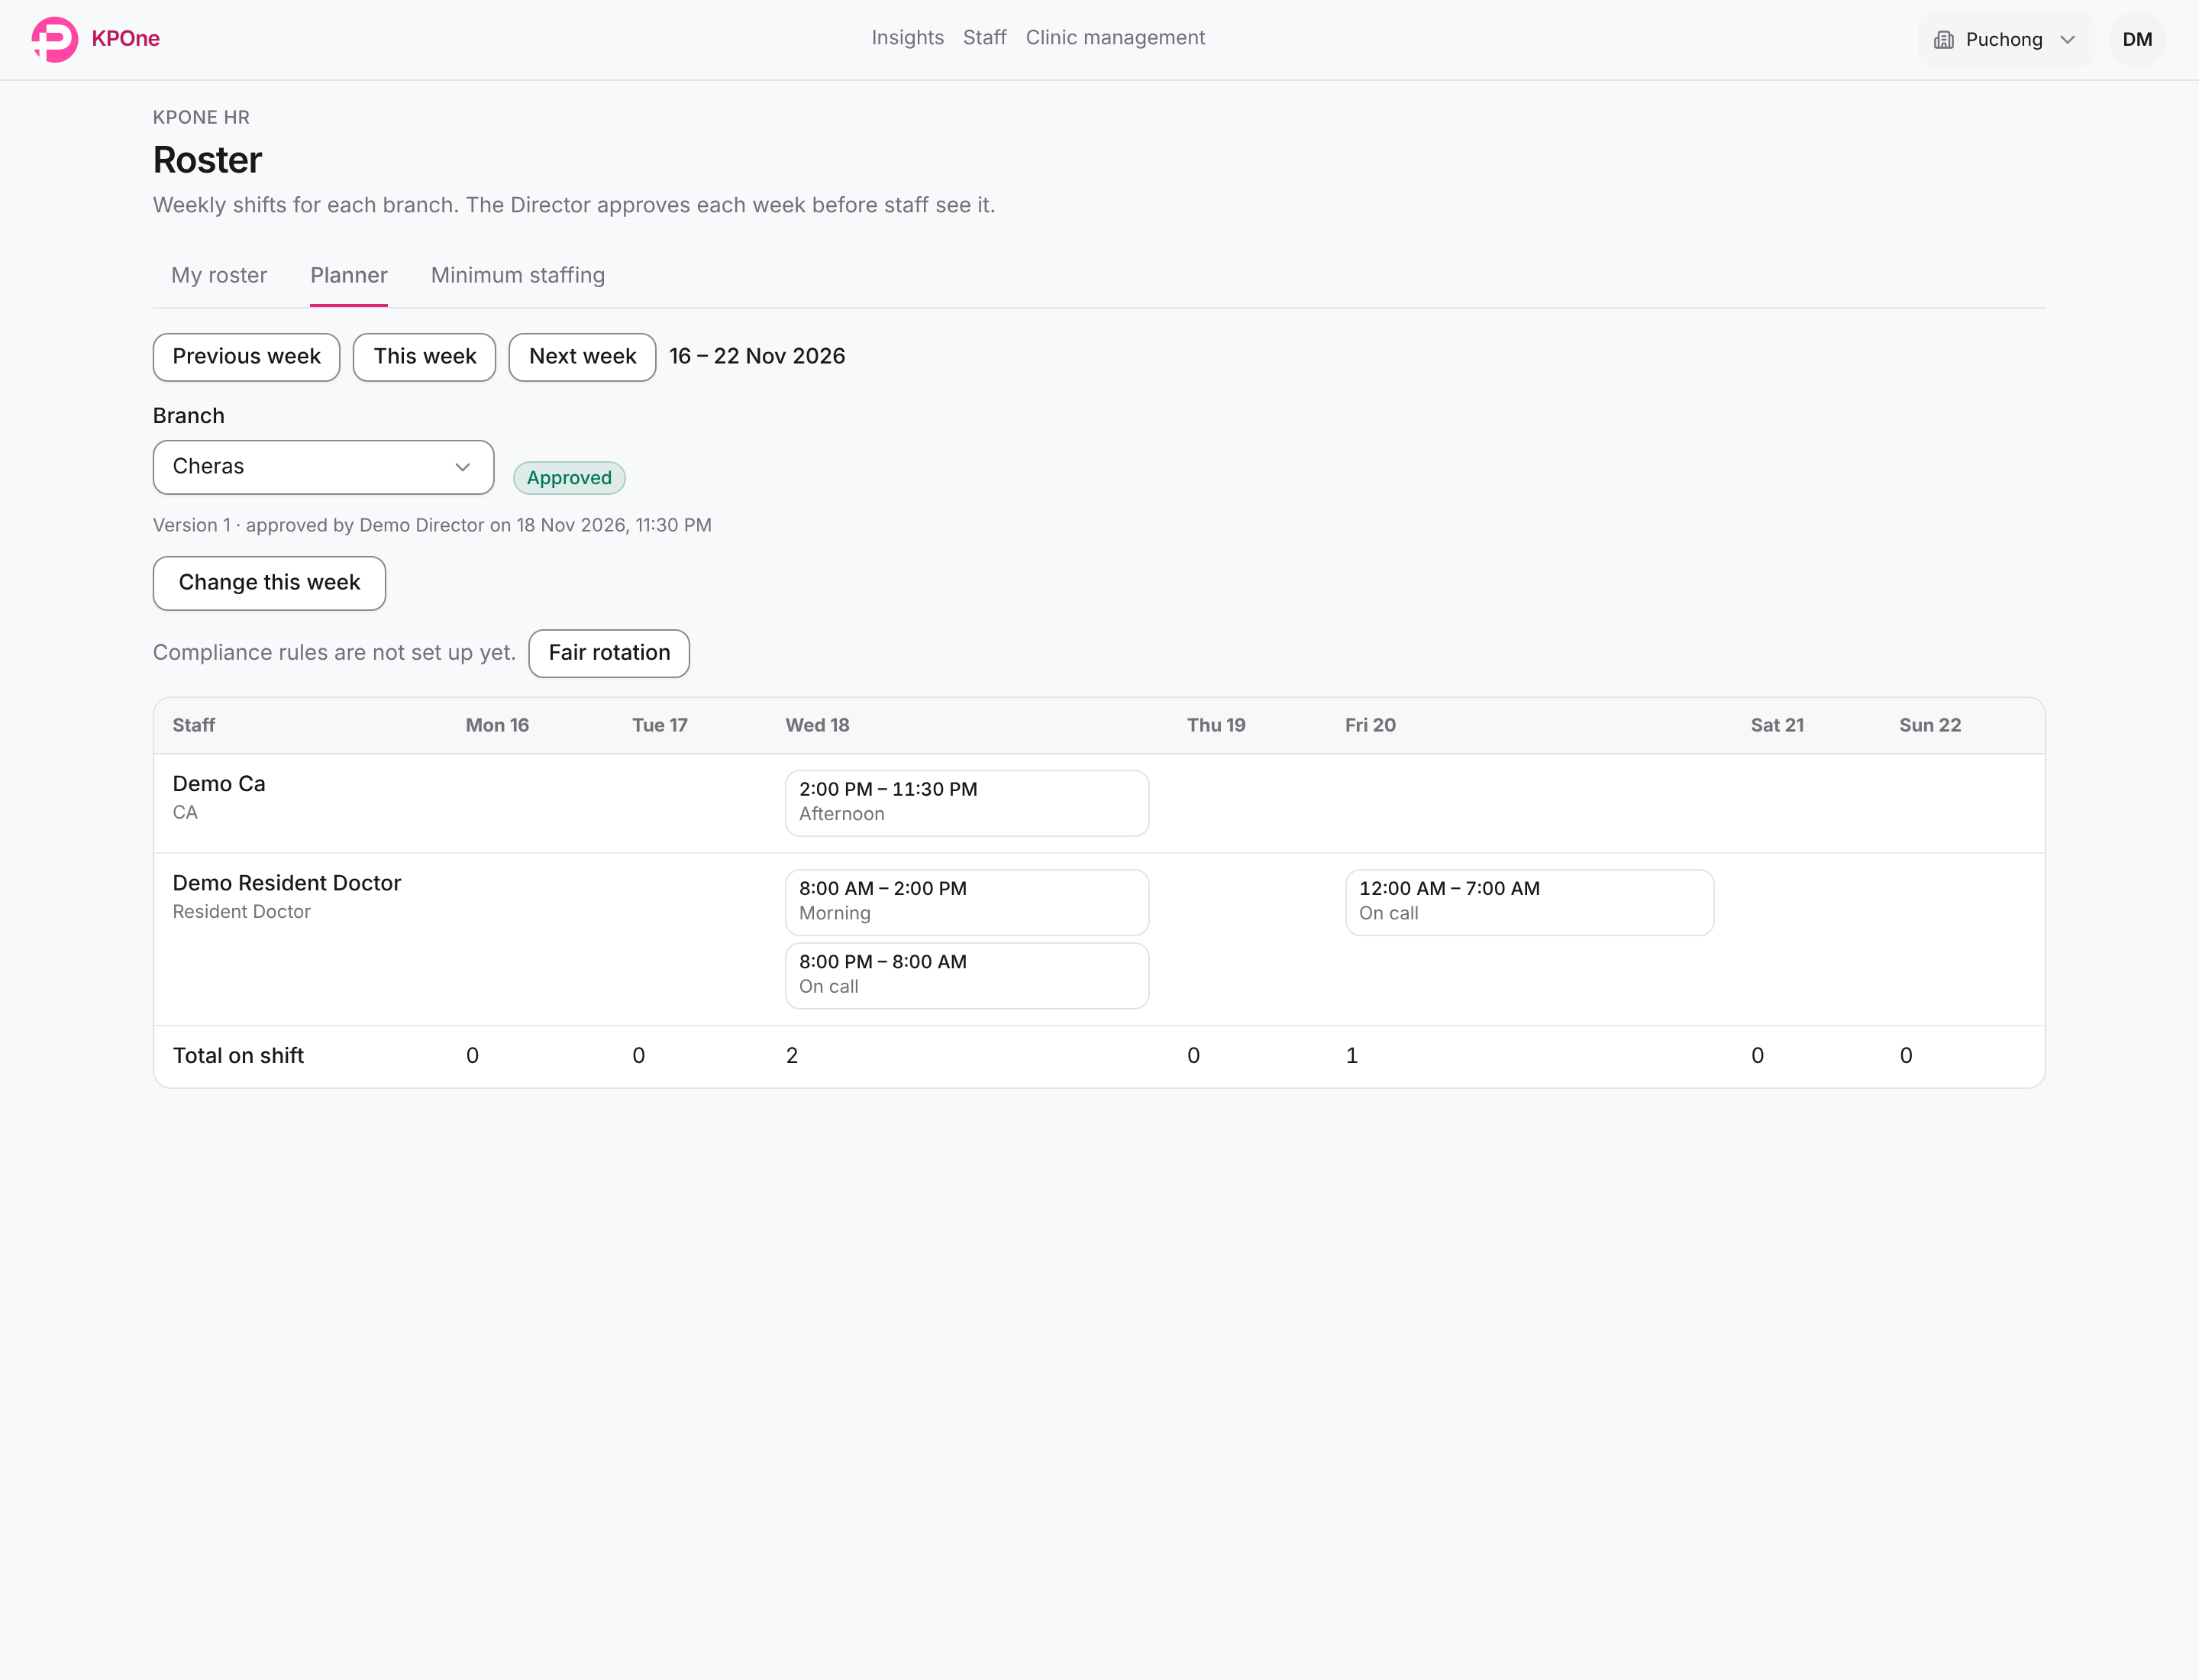 KPOne
Insights Staff Clinic management
Puchong
DM
KPONE HR
Roster
Weekly shifts for each branch. The Director approves each week before staff see it.
My roster Planner Minimum staffing
Previous week This week Next week 16 – 22 Nov 2026
Branch
Cheras
Approved
Version 1 · approved by Demo Director on 18 Nov 2026, 11:30 PM
Change this week
Compliance rules are not set up yet. Fair rotation
Staff Mon 16 Tue 17 Wed 18 Thu 19 Fri 20 Sat 21 Sun 22
Demo Ca
CA
2:00 PM – 11:30 PM
Afternoon
Demo Resident Doctor
Resident Doctor
8:00 AM – 2:00 PM
Morning
8:00 PM – 8:00 AM
On call
12:00 AM – 7:00 AM
On call
Total on shift 0 0 2 0 1 0 0